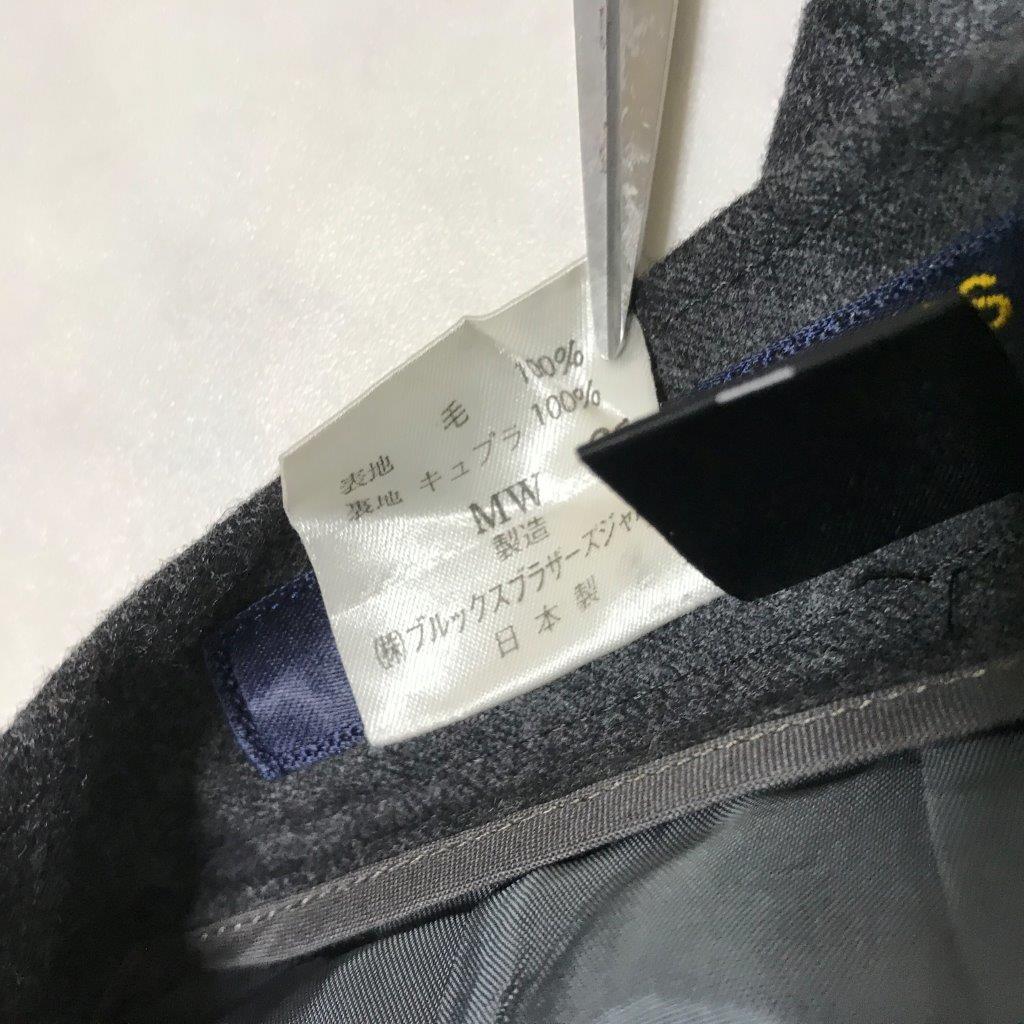 表地 毛 100%
裏地 キュプラ 100%
MW
製造
㈱ブルックスブラザーズジャ
日本製
S